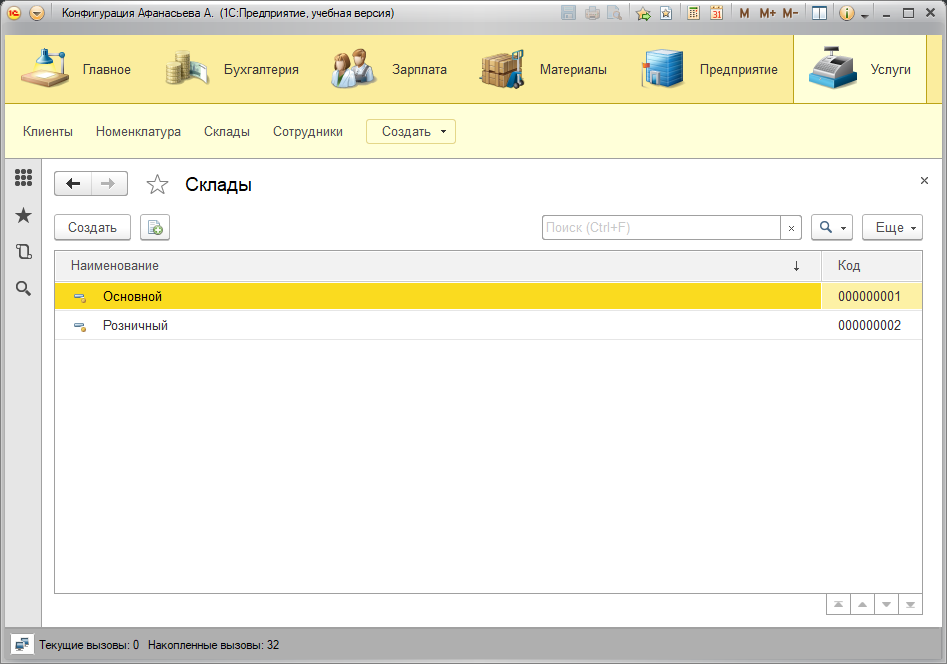 Конфигурация Афанасьева А. (1С:Предприятие, учебная версия)
M M+ M-
Главное Бухгалтерия Зарплата Материалы Предприятие Услуги
Клиенты Номенклатура Склады Сотрудники Создать
Склады
Создать Поиск (Ctrl+F) Еще
Наименование Код
Основной 000000001
Розничный 000000002
Текущие вызовы: 0 Накопленные вызовы: 32